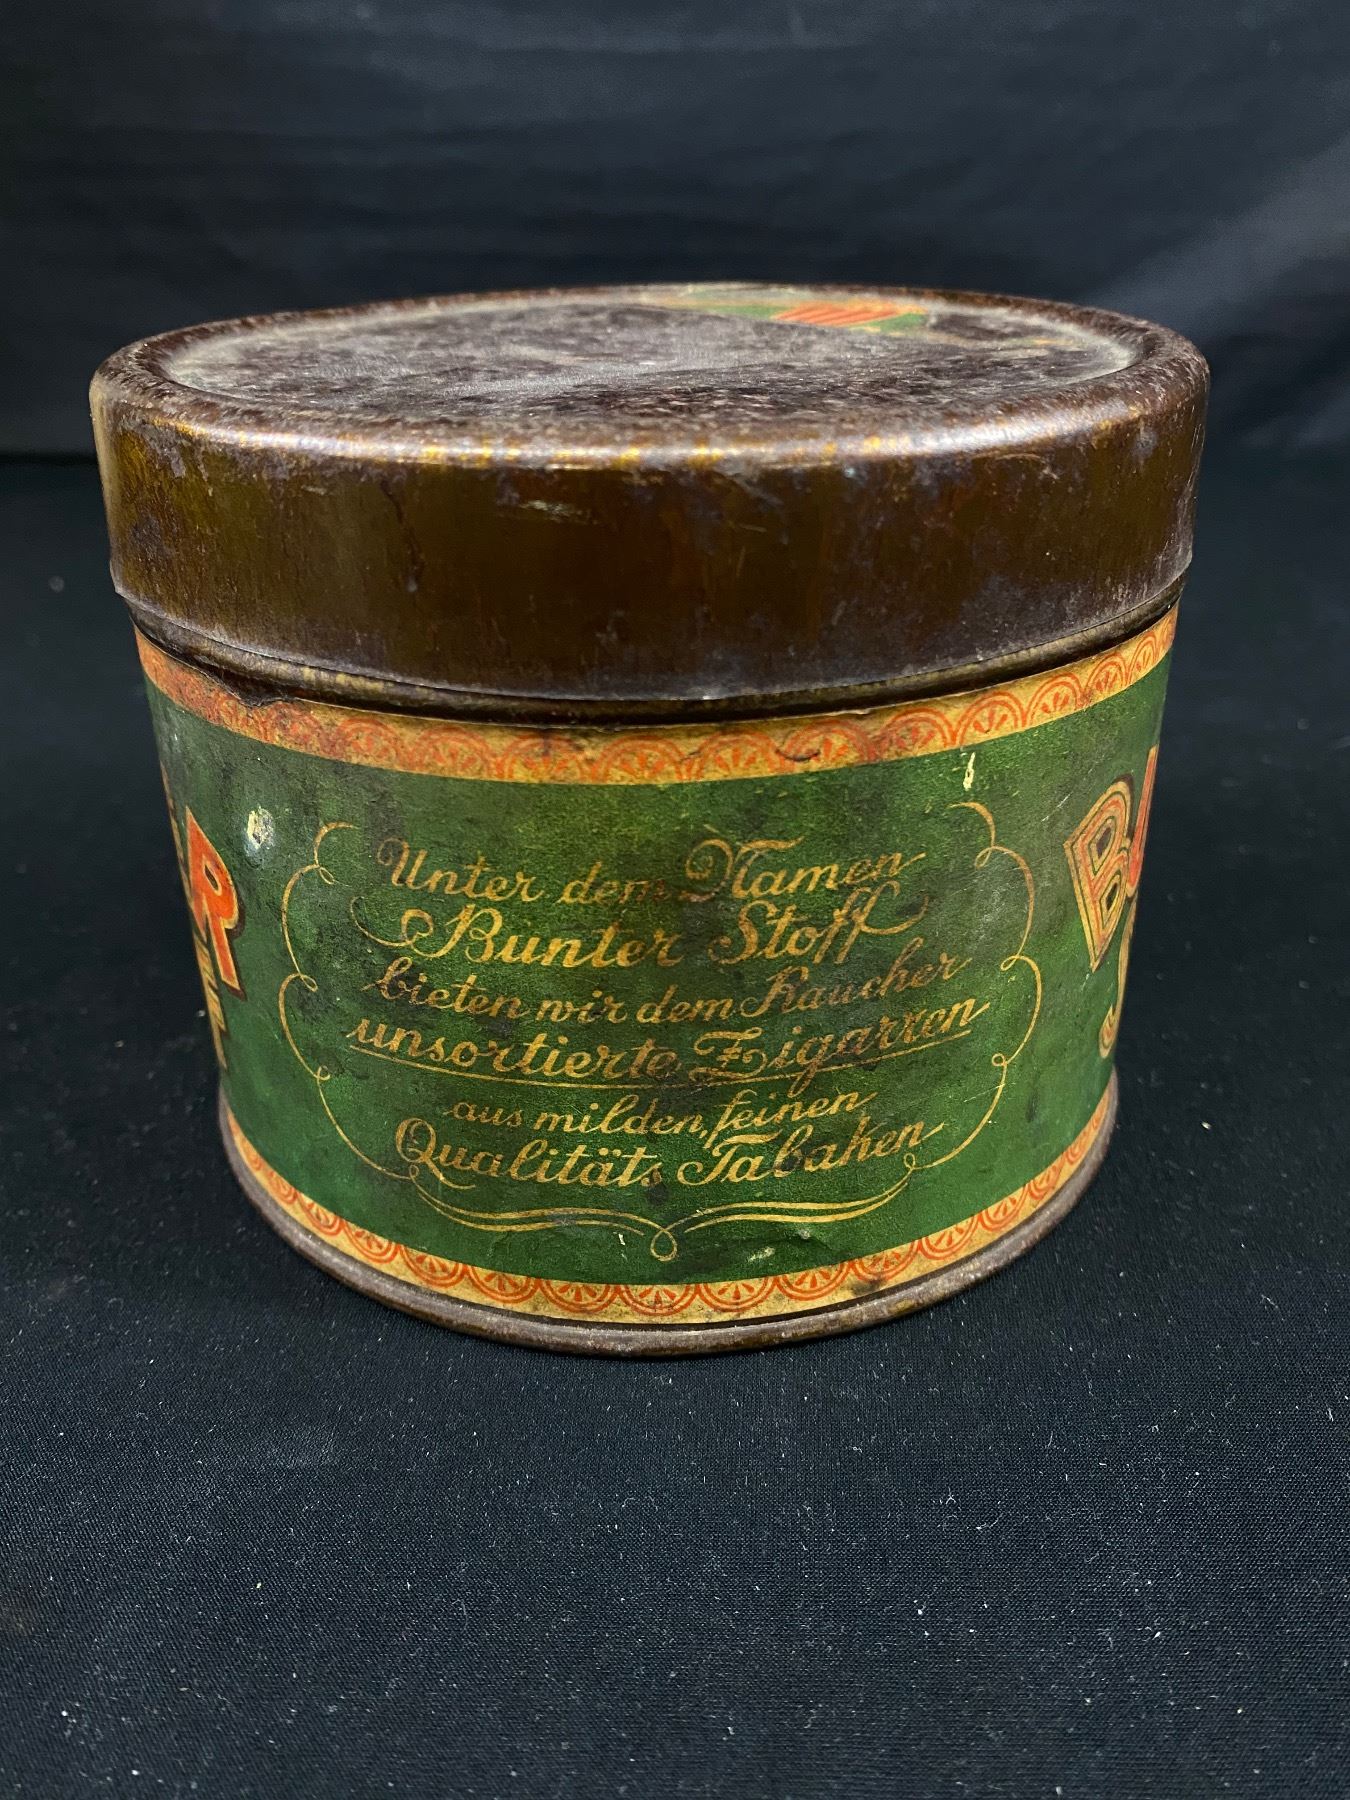 Unter dem Namen
Bunter Stoff
bieten wir dem Raucher
unsortierte Zigarren
aus milden, feinen
Qualitäts Tabaken